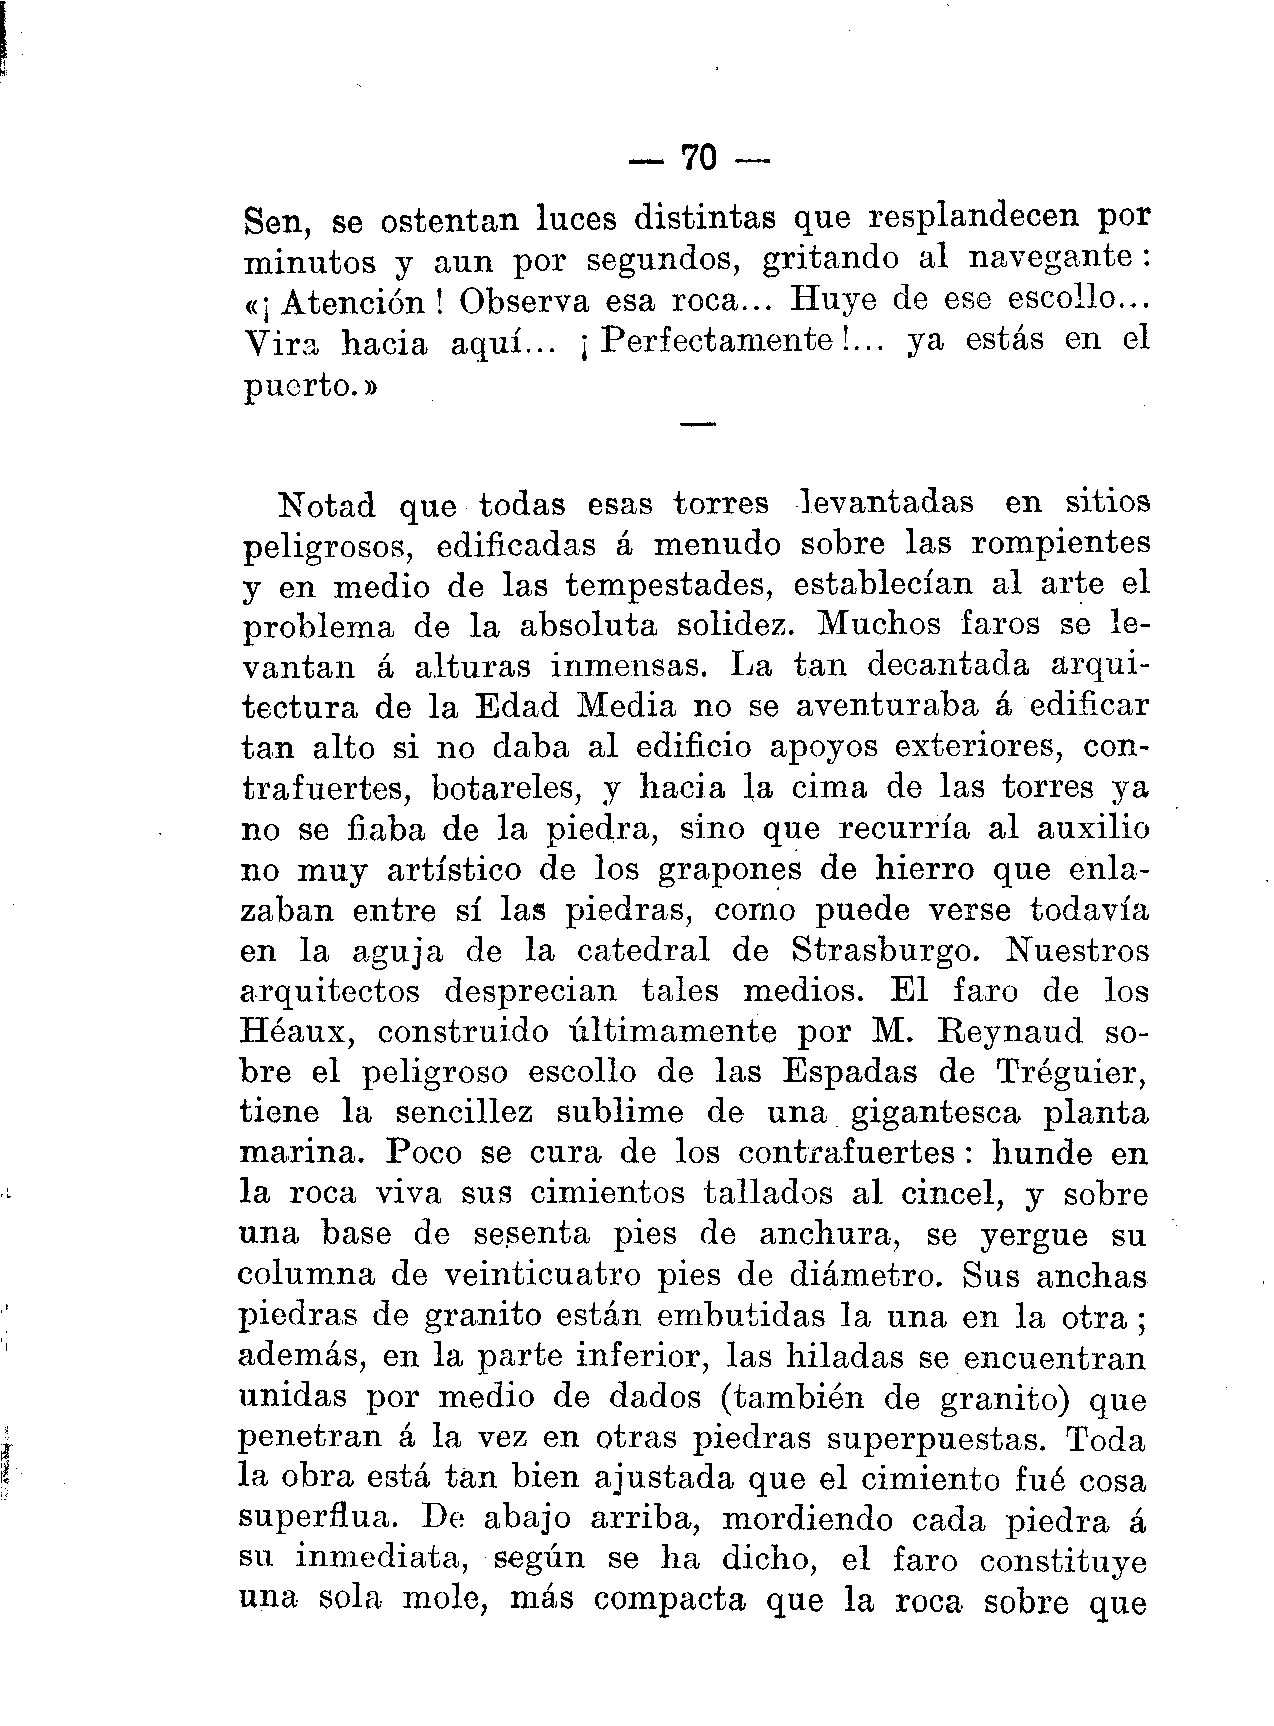 — 70 —
Sen, se ostentan luces distintas que resplandecen por
minutos y aun por segundos, gritando al navegante :
«¡ Atención ! Observa esa roca... Huye de ese escollo...
Vira hacia aquí... ¡ Perfectamente !... ya estás en el
puerto.»
—
Notad que todas esas torres levantadas en sitios
peligrosos, edificadas á menudo sobre las rompientes
y en medio de las tempestades, establecían al arte el
problema de la absoluta solidez. Muchos faros se le-
vantan á alturas inmensas. La tan decantada arqui-
tectura de la Edad Media no se aventuraba á edificar
tan alto si no daba al edificio apoyos exteriores, con-
trafuertes, botareles, y hacia la cima de las torres ya
no se fiaba de la piedra, sino que recurría al auxilio
no muy artístico de los grapones de hierro que enla-
zaban entre sí las piedras, como puede verse todavía
en la aguja de la catedral de Strasburgo. Nuestros
arquitectos desprecian tales medios. El faro de los
Héaux, construido últimamente por M. Reynaud so-
bre el peligroso escollo de las Espadas de Tréguier,
tiene la sencillez sublime de una gigantesca planta
marina. Poco se cura de los contrafuertes : hunde en
la roca viva sus cimientos tallados al cincel, y sobre
una base de sesenta pies de anchura, se yergue su
columna de veinticuatro pies de diámetro. Sus anchas
piedras de granito están embutidas la una en la otra ;
además, en la parte inferior, las hiladas se encuentran
unidas por medio de dados (también de granito) que
penetran á la vez en otras piedras superpuestas. Toda
la obra está tan bien ajustada que el cimiento fué cosa
superflua. De abajo arriba, mordiendo cada piedra á
su inmediata, según se ha dicho, el faro constituye
una sola mole, más compacta que la roca sobre que